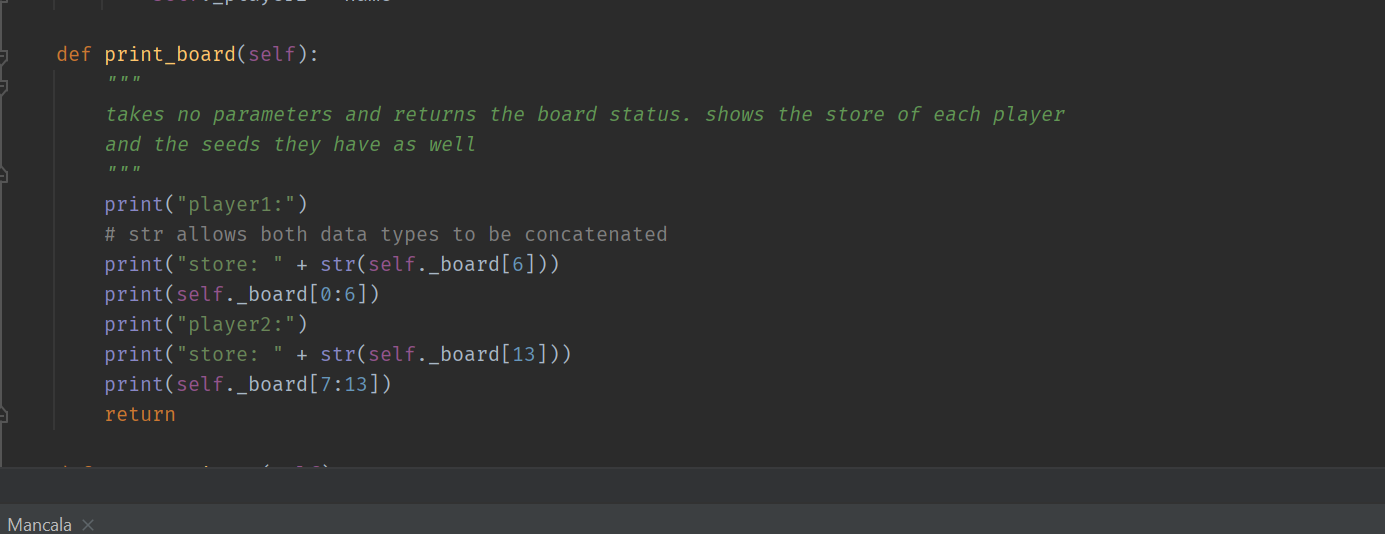 def print_board(self):
"""
takes no parameters and returns the board status. shows the store of each player
and the seeds they have as well
"""
print("player1:")
# str allows both data types to be concatenated
print("store: " + str(self._board[6]))
print(self._board[0:6])
print("player2:")
print("store: " + str(self._board[13]))
print(self._board[7:13])
return
Mancala